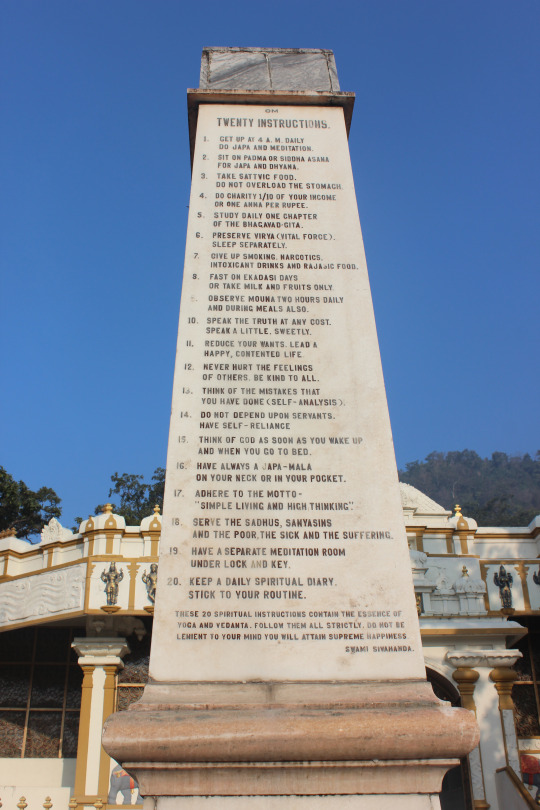 OM
TWENTY INSTRUCTIONS.
1. GET UP AT 4 A.M. DAILY
DO JAPA AND MEDITATION.
2. SIT ON PADMA OR SIDDHA ASANA
FOR JAPA AND DHYANA.
3. TAKE SATTVIC FOOD.
DO NOT OVERLOAD THE STOMACH.
4. DO CHARITY 1/10 OF YOUR INCOME
OR ONE ANNA PER RUPEE.
5. STUDY DAILY ONE CHAPTER
OF THE BHAGAVAD-GITA.
6. PRESERVE VIRYA (VITAL FORCE).
SLEEP SEPARATELY.
7. GIVE UP SMOKING, NARCOTICS,
INTOXICANT DRINKS AND RAJASIC FOOD.
8. FAST ON EKADASI DAYS
OR TAKE MILK AND FRUITS ONLY.
OBSERVE MOUNA TWO HOURS DAILY
AND DURING MEALS ALSO.
10. SPEAK THE TRUTH AT ANY COST.
SPEAK A LITTLE. SWEETLY.
11. REDUCE YOUR WANTS. LEAD A
HAPPY, CONTENTED LIFE.
12. NEVER HURT THE FEELINGS
OF OTHERS. BE KIND TO ALL.
13. THINK OF THE MISTAKES THAT
YOU HAVE DONE (SELF-ANALYSIS).
14. DO NOT DEPEND UPON SERVANTS.
HAVE SELF-RELIANCE
15. THINK OF GOD AS SOON AS YOU WAKE UP
AND WHEN YOU GO TO BED.
16. HAVE ALWAYS A JAPA-MALA
ON YOUR NECK OR IN YOUR POCKET.
17. ADHERE TO THE MOTTO-
"SIMPLE LIVING AND HIGH THINKING".
18. SERVE THE SADHUS, SANYASINS
AND THE POOR, THE SICK AND THE SUFFERING.
19. HAVE A SEPARATE MEDITATION ROOM
UNDER LOCK AND KEY.
20. KEEP A DAILY SPIRITUAL DIARY.
STICK TO YOUR ROUTINE.
THESE 20 SPIRITUAL INSTRUCTIONS CONTAIN THE ESSENCE OF
YOGA AND VEDANTA. FOLLOW THEM ALL STRICTLY. DO NOT BE
LENIENT TO YOUR MIND YOU WILL ATTAIN SUPREME HAPPINESS
SWAMI SIVANANDA.